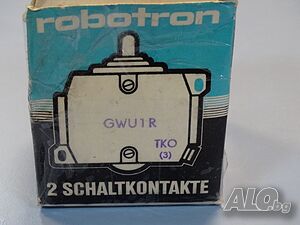 robotron
GWU1R
TKO
(3)
2 SCHALTKONTAKTE
ALO.bg